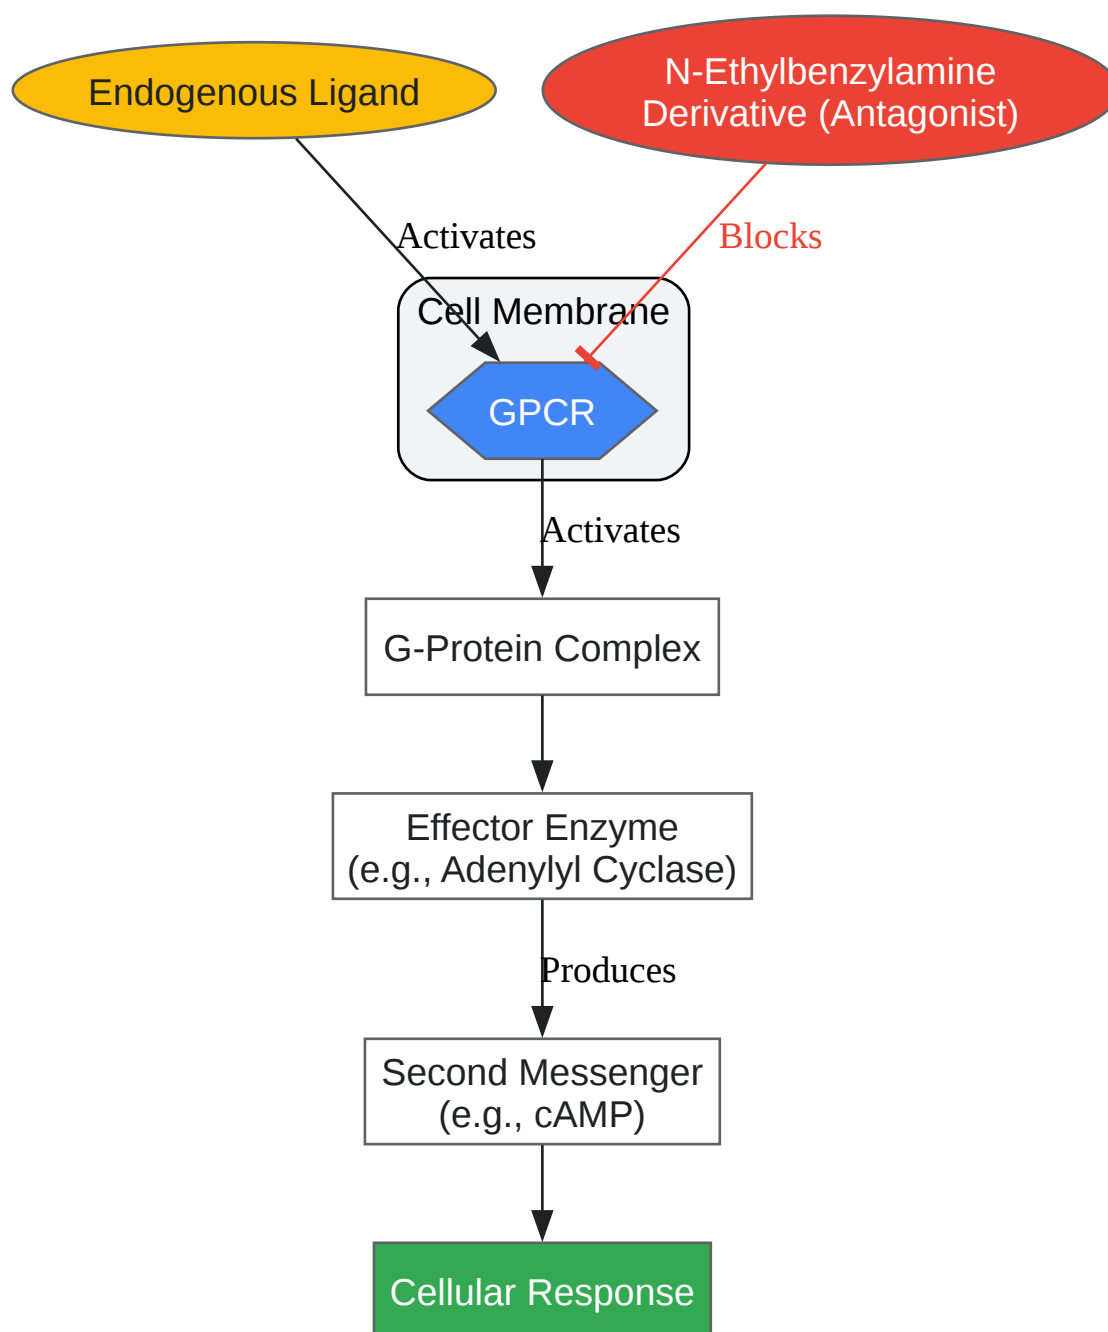 Endogenous Ligand
N-Ethylbenzylamine
Derivative (Antagonist)
Activates
Blocks
Cell Membrane
GPCR
Activates
G-Protein Complex
Effector Enzyme
(e.g., Adenylyl Cyclase)
Produces
Second Messenger
(e.g., cAMP)
Cellular Response